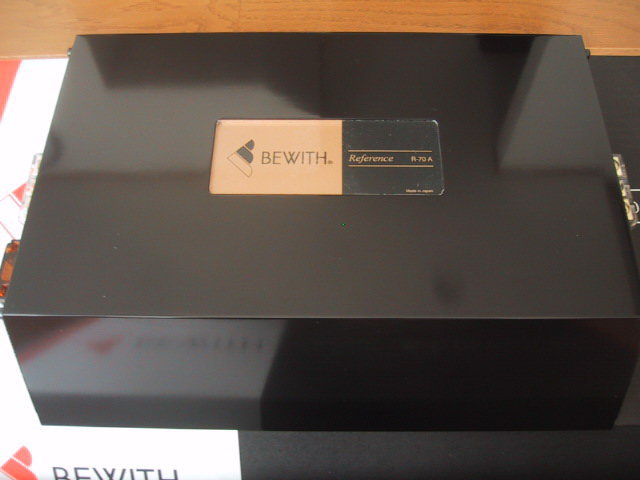 BEWITH®
Reference R-70 A
Made in Japan
BEWITH